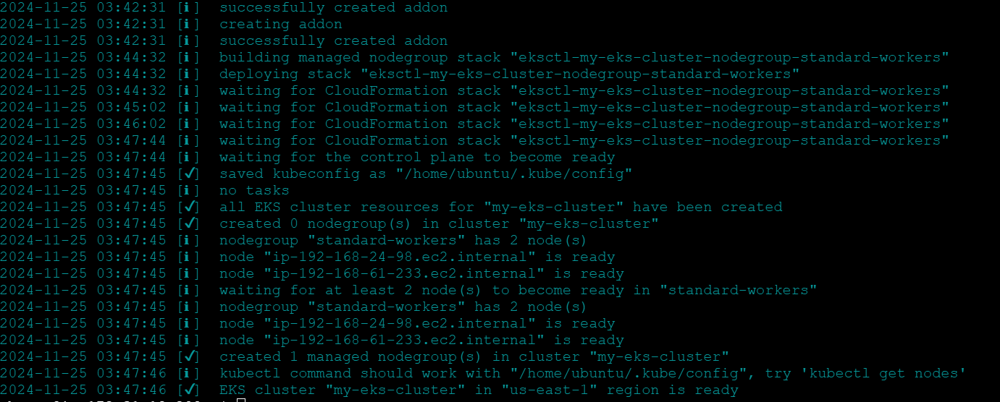 2024-11-25 03:42:31 [ℹ]  successfully created addon
2024-11-25 03:42:31 [ℹ]  creating addon
2024-11-25 03:42:31 [ℹ]  successfully created addon
2024-11-25 03:44:32 [ℹ]  building managed nodegroup stack "eksctl-my-eks-cluster-nodegroup-standard-workers"
2024-11-25 03:44:32 [ℹ]  deploying stack "eksctl-my-eks-cluster-nodegroup-standard-workers"
2024-11-25 03:44:32 [ℹ]  waiting for CloudFormation stack "eksctl-my-eks-cluster-nodegroup-standard-workers"
2024-11-25 03:45:02 [ℹ]  waiting for CloudFormation stack "eksctl-my-eks-cluster-nodegroup-standard-workers"
2024-11-25 03:46:02 [ℹ]  waiting for CloudFormation stack "eksctl-my-eks-cluster-nodegroup-standard-workers"
2024-11-25 03:47:44 [ℹ]  waiting for CloudFormation stack "eksctl-my-eks-cluster-nodegroup-standard-workers"
2024-11-25 03:47:44 [ℹ]  waiting for the control plane to become ready
2024-11-25 03:47:45 [✔]  saved kubeconfig as "/home/ubuntu/.kube/config"
2024-11-25 03:47:45 [ℹ]  no tasks
2024-11-25 03:47:45 [✔]  all EKS cluster resources for "my-eks-cluster" have been created
2024-11-25 03:47:45 [✔]  created 0 nodegroup(s) in cluster "my-eks-cluster"
2024-11-25 03:47:45 [ℹ]  nodegroup "standard-workers" has 2 node(s)
2024-11-25 03:47:45 [ℹ]  node "ip-192-168-24-98.ec2.internal" is ready
2024-11-25 03:47:45 [ℹ]  node "ip-192-168-61-233.ec2.internal" is ready
2024-11-25 03:47:45 [ℹ]  waiting for at least 2 node(s) to become ready in "standard-workers"
2024-11-25 03:47:45 [ℹ]  nodegroup "standard-workers" has 2 node(s)
2024-11-25 03:47:45 [ℹ]  node "ip-192-168-24-98.ec2.internal" is ready
2024-11-25 03:47:45 [ℹ]  node "ip-192-168-61-233.ec2.internal" is ready
2024-11-25 03:47:45 [✔]  created 1 managed nodegroup(s) in cluster "my-eks-cluster"
2024-11-25 03:47:46 [ℹ]  kubectl command should work with "/home/ubuntu/.kube/config", try 'kubectl get nodes'
2024-11-25 03:47:46 [✔]  EKS cluster "my-eks-cluster" in "us-east-1" region is ready